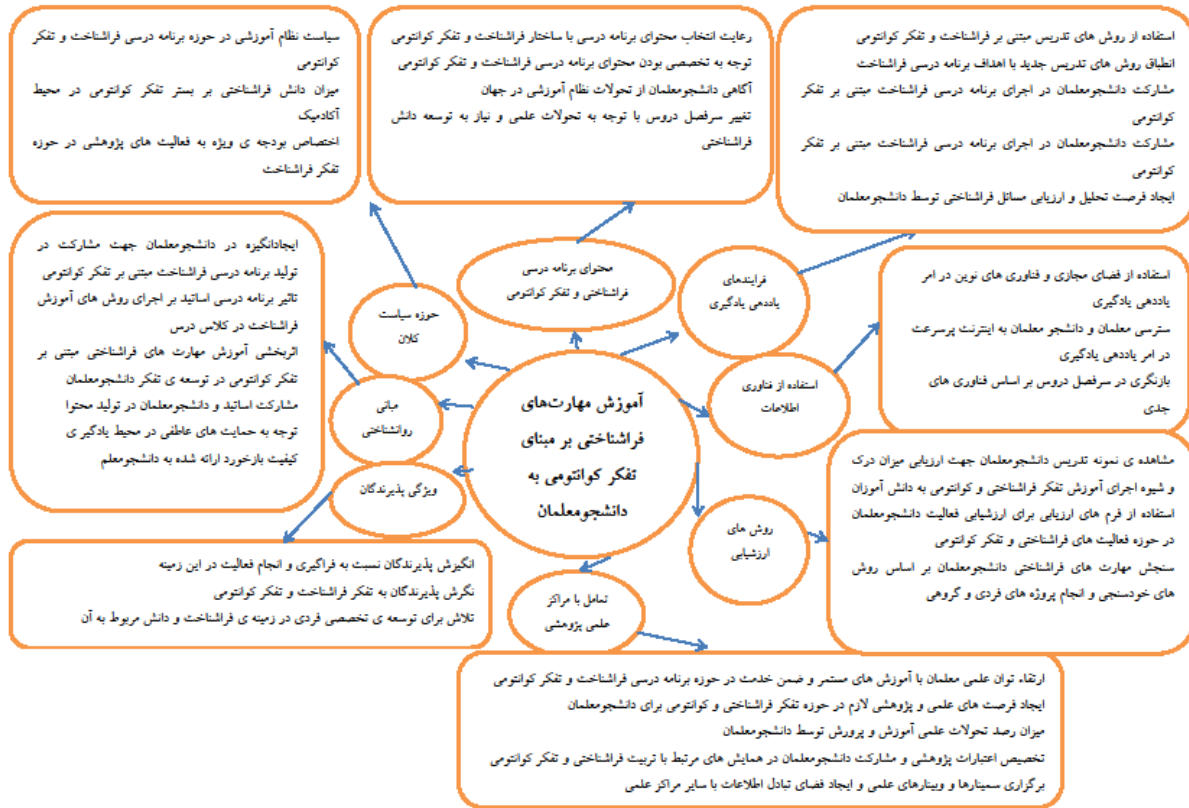 استفاده از روش های تدریس مبتنی بر فراشناخت و تفکر کوانتومی
انطباق روش های تدریس جدید با اهداف برنامه درسی فراشناخت
مشارکت دانشجومعلمان در اجرای برنامه درسی فراشناخت مبتنی بر تفکر
کوانتومی
مشارکت دانشجومعلمان در اجرای برنامه درسی فراشناخت مبتنی بر تفکر
کوانتومی
ایجاد فرصت تحلیل و ارزیابی مسائل فراشناختی توسط دانشجومعلمان
رعایت انتخاب محتوای برنامه درسی با ساختار فراشناخت و تفکر کوانتومی
توجه به تخصصی بودن محتوای برنامه درسی فراشناخت و تفکر کوانتومی
آگاهی دانشجومعلمان از تحولات نظام آموزشی در جهان
تغییر سرفصل دروس با توجه به تحولات علمی و نیاز به توسعه دانش
فراشناختی
سیاست نظام آموزشی در حوزه برنامه درسی فراشناخت و تفکر
کوانتومی
میزان دانش فراشناختی بر بستر تفکر کوانتومی در محیط
آکادمیک
اختصاص بودجه ی ویژه به فعالیت های پژوهشی در حوزه
تفکر فراشناخت
فرایندهای
یاددهی یادگیری
محتوای برنامه درسی
فراشناختی و تفکر کوانتومی
حوزه سیاست
کلان
استفاده از فضای مجازی و فناوری های نوین در امر
یاددهی یادگیری
سترسی معلمان و دانشجو معلمان به اینترنت پرسرعت
در امر یاددهی یادگیری
بازنگری در سرفصل دروس بر اساس فناوری های
جدی
استفاده از فناوری
اطلاعات
آموزش مهارت‌های
فراشناختی بر مبنای
تفکر کوانتومی به
دانشجومعلمان
مبانی
روانشناختی
ایجادانگیزه در دانشجومعلمان جهت مشارکت در
تولید برنامه درسی فراشناخت مبتنی بر تفکر کوانتومی
تاثیر برنامه درسی اساتید بر اجرای روش های آموزش
فراشناخت در کلاس درس
اثربخشی آموزش مهارت های فراشناختی مبتنی بر
تفکر کوانتومی در توسعه ی تفکر دانشجومعلمان
مشارکت اساتید و دانشجومعلمان در تولید محتوا
توجه به حمایت های عاطفی در محیط یادگیر ی
کیفیت بازخورد ارائه شده به دانشجومعلم
ویژگی پذیرندگان
مشاهده ی نمونه تدریس دانشجومعلمان جهت ارزیابی میزان درک
و شیوه اجرای آموزش تفکر فراشناختی و کوانتومی به دانش آموزان
استفاده از فرم های ارزیابی برای ارزشیابی فعالیت دانشجومعلمان
در حوزه فعالیت های فراشناختی و تفکر کوانتومی
سنجش مهارت های فراشناختی دانشجومعلمان بر اساس روش
های خودسنجی و انجام پروژه های فردی و گروهی
روش های
ارزشیابی
تمامل با مراکز
علمی پژوهشی
انگیزش پذیرندگان نسبت به فراگیری و انجام فعالیت در این زمینه
نگرش پذیرندگان به تفکر فراشناخت و تفکر کوانتومی
تلاش برای توسعه ی تخصصی فردی در زمینه ی فراشناخت و دانش مربوط به آن
ارتقاء توان علمی معلمان با آموزش های مستمر و ضمن خدمت در حوزه برنامه درسی فراشناخت و تفکر کوانتومی
ایجاد فرصت های علمی و پژوهشی لازم در حوزه تفکر فراشناختی و کوانتومی برای دانشجومعلمان
میزان رصد تحولات علمی آموزش و پرورش توسط دانشجومعلمان
تخصیص اعتبارات پژوهشی و مشارکت دانشجومعلمان در همایش های مرتبط با تربیت فراشناختی و تفکر کوانتومی
برگزاری سمینارها و وبینارهای علمی و ایجاد فضای تبادل اطلاعات با سایر مراکز علمی